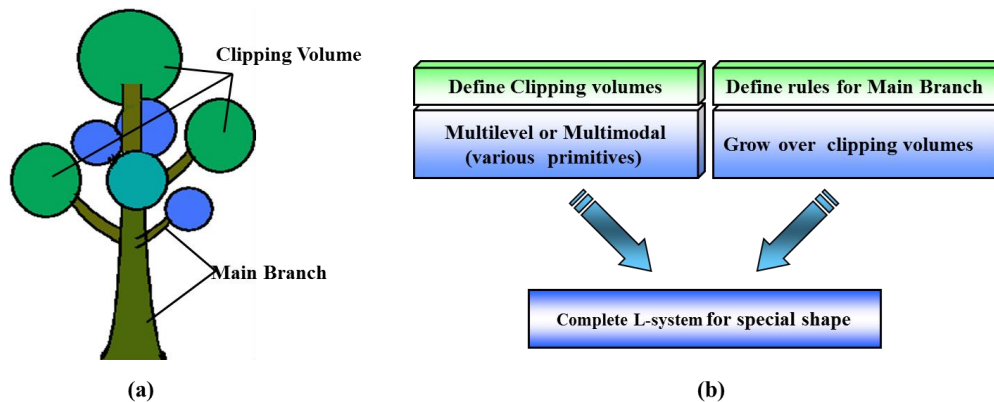 Clipping Volume
Main Branch
(a)
Define Clipping volumes
Multilevel or Multimodal
(various primitives)
Define rules for Main Branch
Grow over clipping volumes
Complete L-system for special shape
(b)